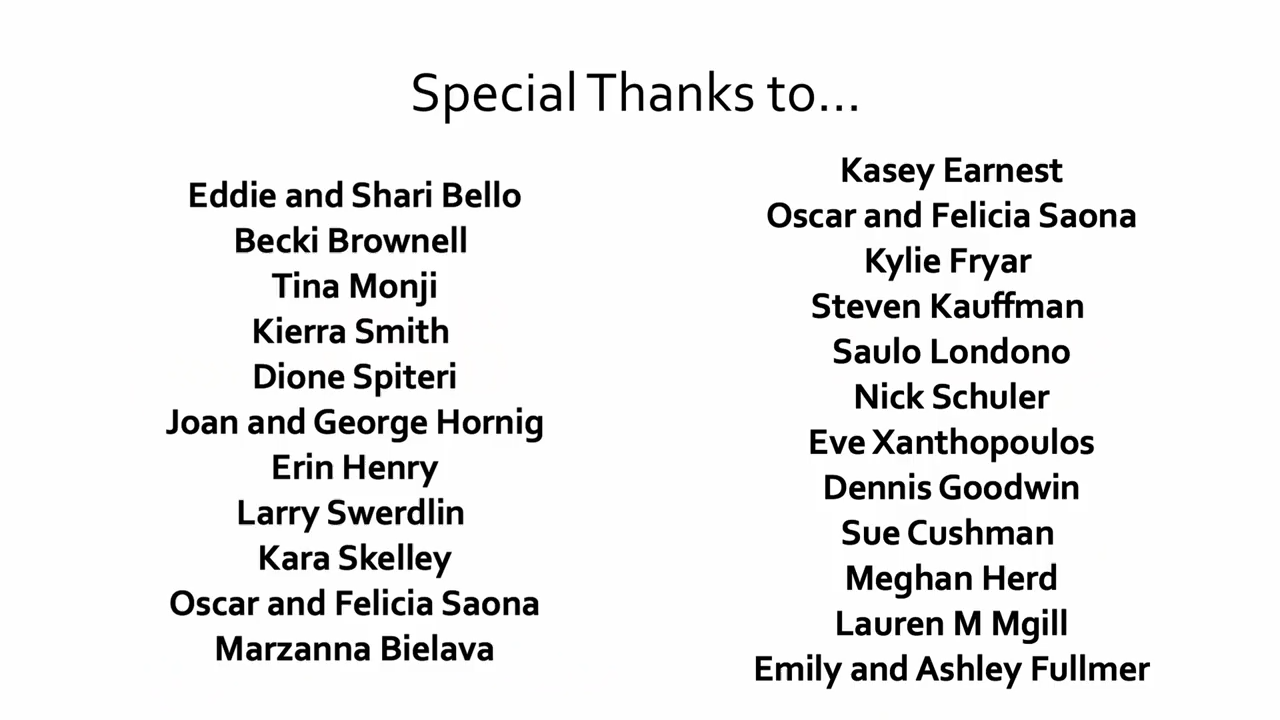 Special Thanks to...
Eddie and Shari Bello
Becki Brownell
Tina Monji
Kierra Smith
Dione Spiteri
Joan and George Hornig
Erin Henry
Larry Swerdlin
Kara Skelley
Oscar and Felicia Saona
Marzanna Bielava
Kasey Earnest
Oscar and Felicia Saona
Kylie Fryar
Steven Kauffman
Saulo Londono
Nick Schuler
Eve Xanthopoulos
Dennis Goodwin
Sue Cushman
Meghan Herd
Lauren M Mgill
Emily and Ashley Fullmer